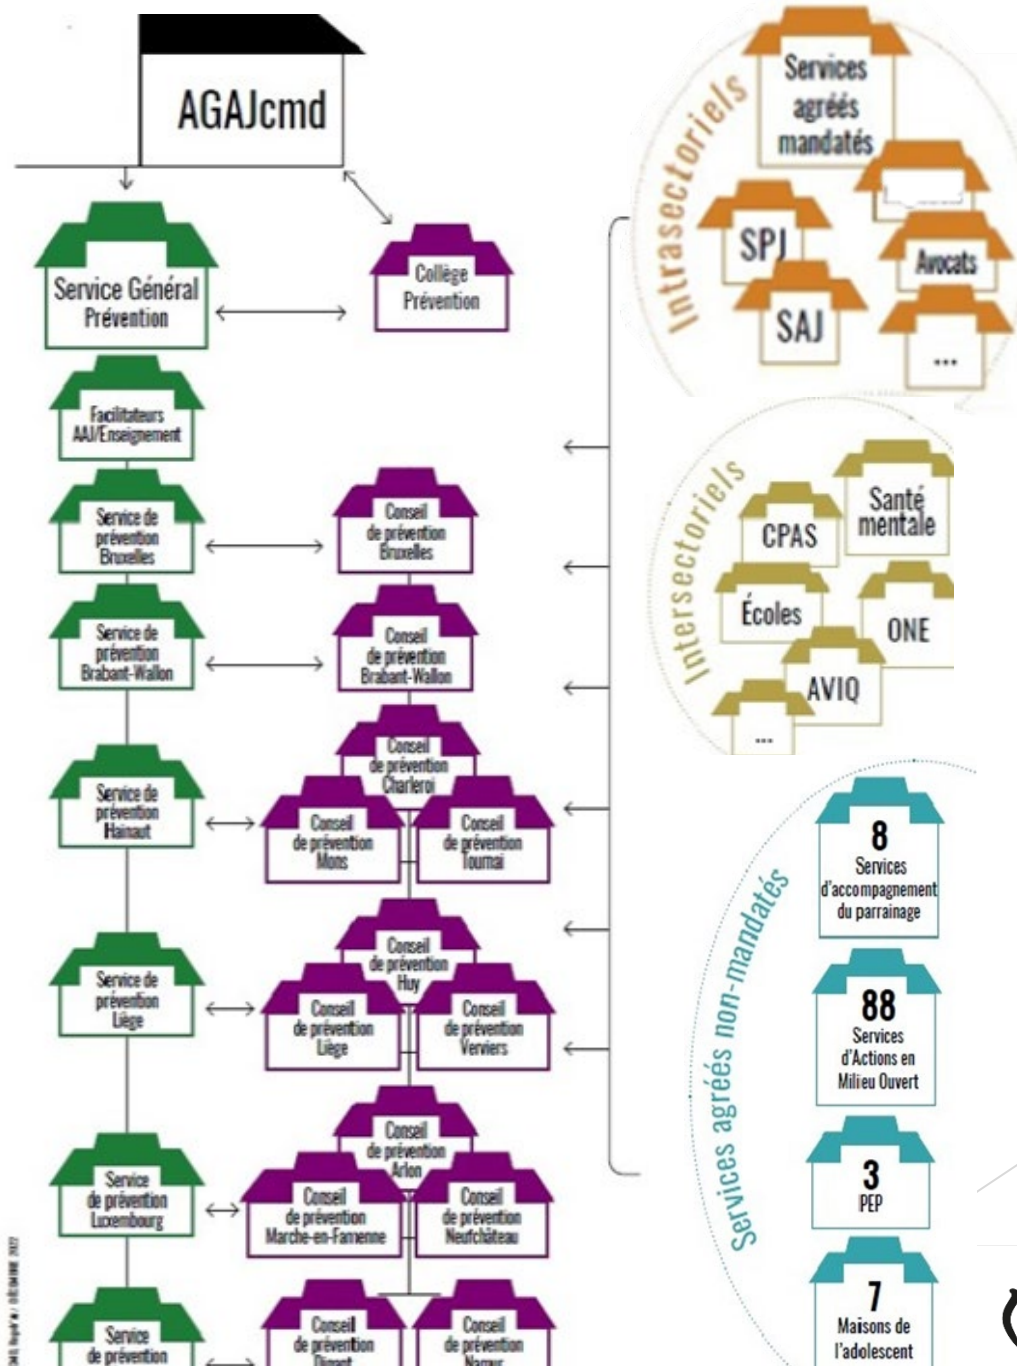 AGAJcmd
Service Général
Prévention
Collège
Prévention
Facilitateurs
AAJ/Enseignement
Service de
prévention
Bruxelles
Conseil
de prévention
Bruxelles
Service de
prévention
Brabant-Wallon
Conseil
de prévention
Brabant-Wallon
Service de
prévention
Hainaut
Conseil
de prévention
Charleroi
Conseil
de prévention
Mons
Conseil
de prévention
Tournai
Service de
prévention
Liège
Conseil
de prévention
Huy
Conseil
de prévention
Liège
Conseil
de prévention
Verviers
Service
de prévention
Luxembourg
Conseil
de prévention
Arlon
Conseil
de prévention
Marche-en-Famenne
Conseil
de prévention
Neufchâteau
Service
de prévention
Conseil
de prévention
Dinant
Conseil
de prévention
Namur
DÉCEMBRE 2022
Intrasectoriels
Services
agréés
mandatés
SPJ
Avocats
SAJ
...
Intersectoriels
Santé
mentale
CPAS
Écoles
ONE
AVIQ
...
Services agréés non-mandatés
8
Services
d'accompagnement
du parrainage
88
Services
d'Actions en
Milieu Ouvert
3
PEP
7
Maisons de
l'adolescent